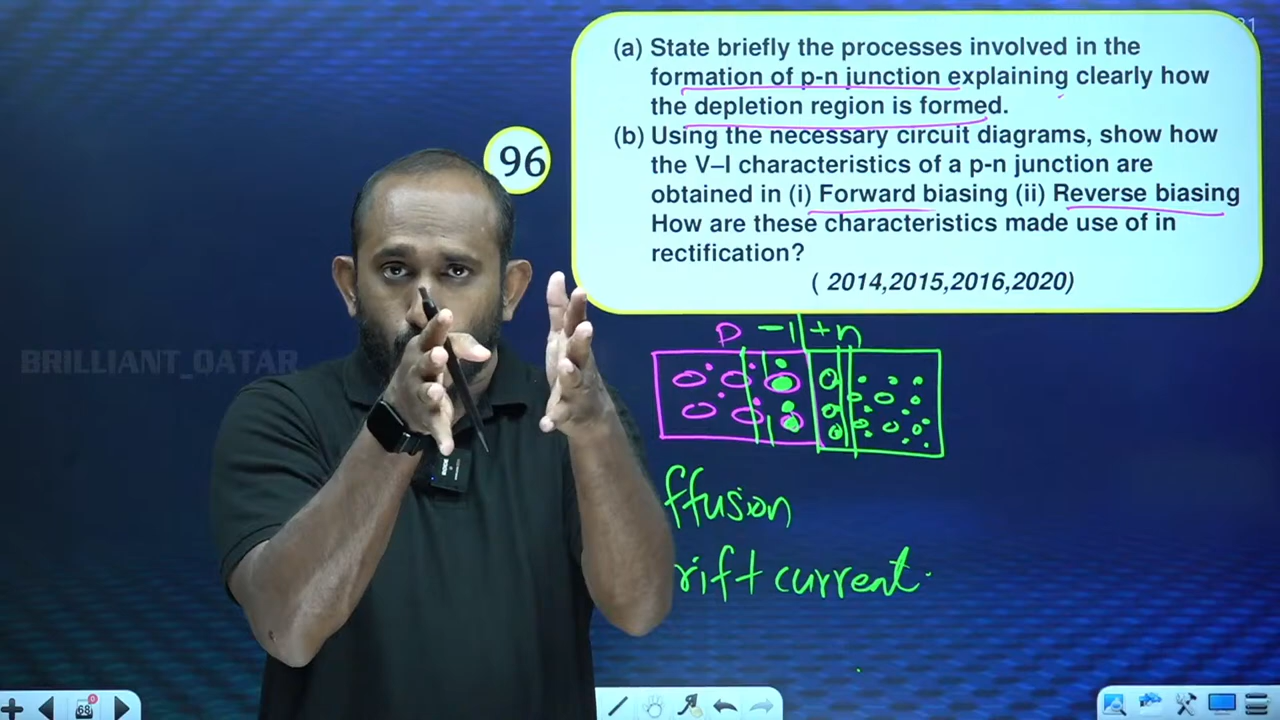 (a) State briefly the processes involved in the
formation of p-n junction explaining clearly how
the depletion region is formed.
(b) Using the necessary circuit diagrams, show how
the V–I characteristics of a p-n junction are
obtained in (i) Forward biasing (ii) Reverse biasing
How are these characteristics made use of in
rectification?
( 2014,2015,2016,2020)
96
BRILLIANT_QATAR
P - + n
ffusion
rift current.
68